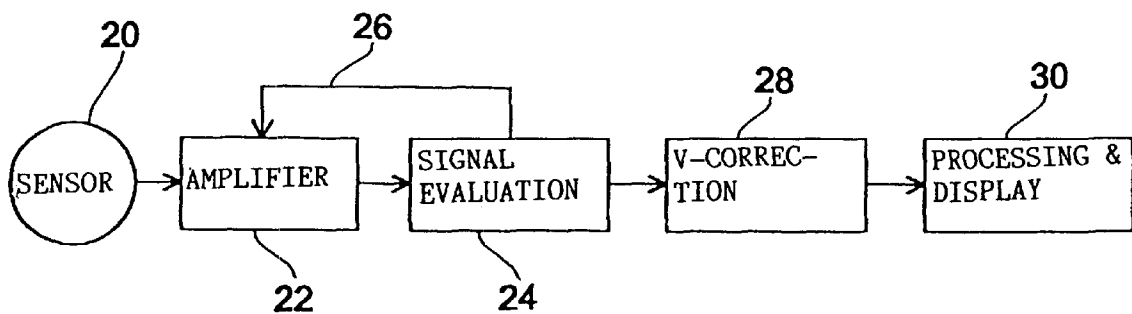 20
26
28
30
SENSOR
AMPLIFIER
SIGNAL
EVALUATION
V-CORREC-
TION
PROCESSING &
DISPLAY
22
24